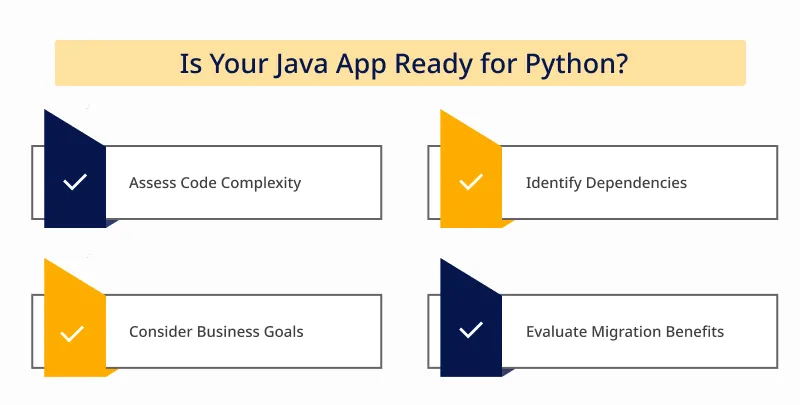 Is Your Java App Ready for Python?
Assess Code Complexity
Identify Dependencies
Consider Business Goals
Evaluate Migration Benefits